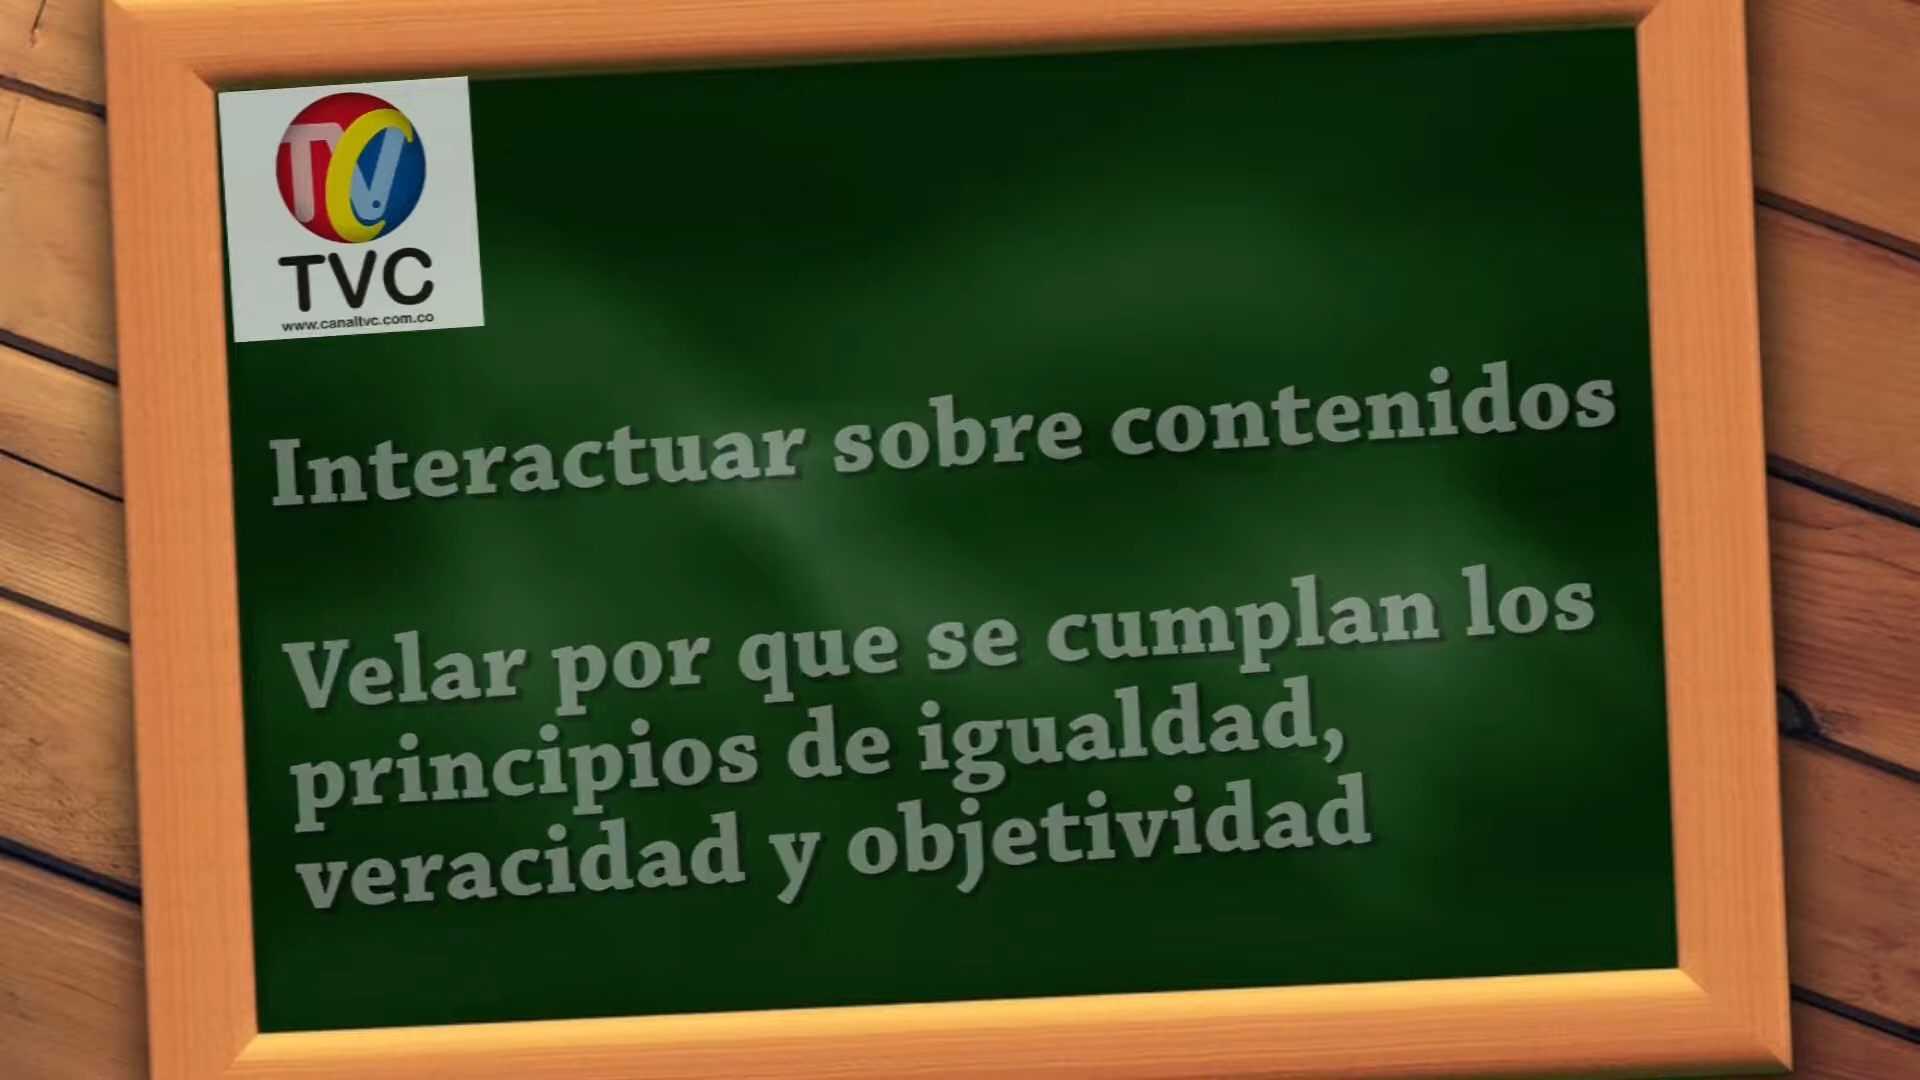 TVC
TVC
www.canaltvc.com.co
Interactuar sobre contenidos
Velar por que se cumplan los
principios de igualdad,
veracidad y objetividad